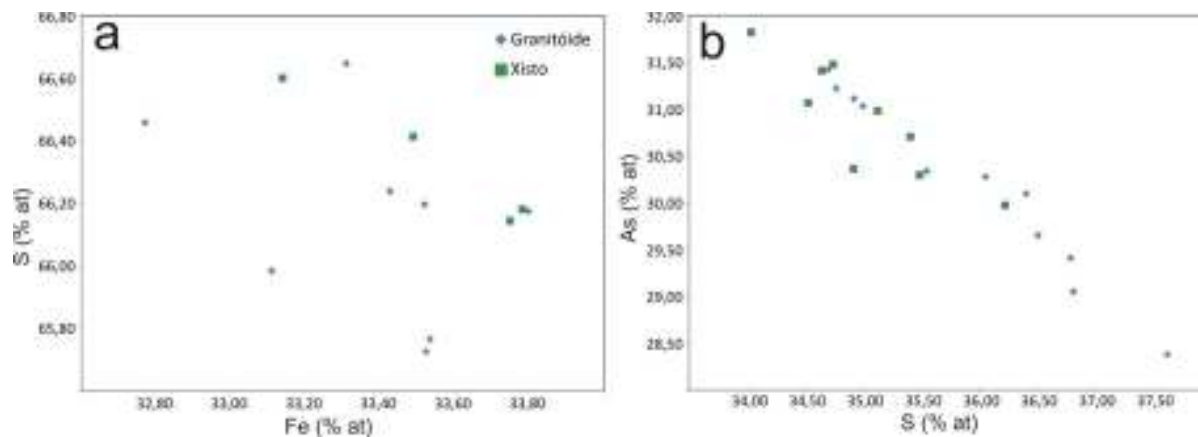 a
66,80
66,60
66,40
66,20
66,00
65,80
S (% at)
Granitóide
Xisto
32,80 33,00 33,20 33,40 33,60 33,80
Fe (% at)
b
32,00
31,50
31,00
30,50
30,00
29,50
29,00
28,50
As (% at)
34,00 34,50 35,00 35,50 36,00 36,50 37,00 37,50
S (% at)